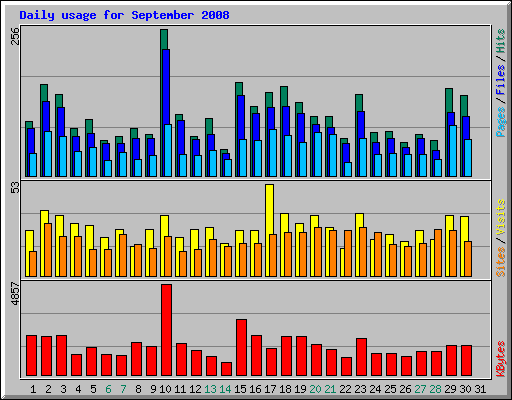 Daily usage for September 2008
256
Pages / Files / Hits
53
Sites / Visits
4857
KBytes
1 2 3 4 5 6 7 8 9 10 11 12 13 14 15 16 17 18 19 20 21 22 23 24 25 26 27 28 29 30 31